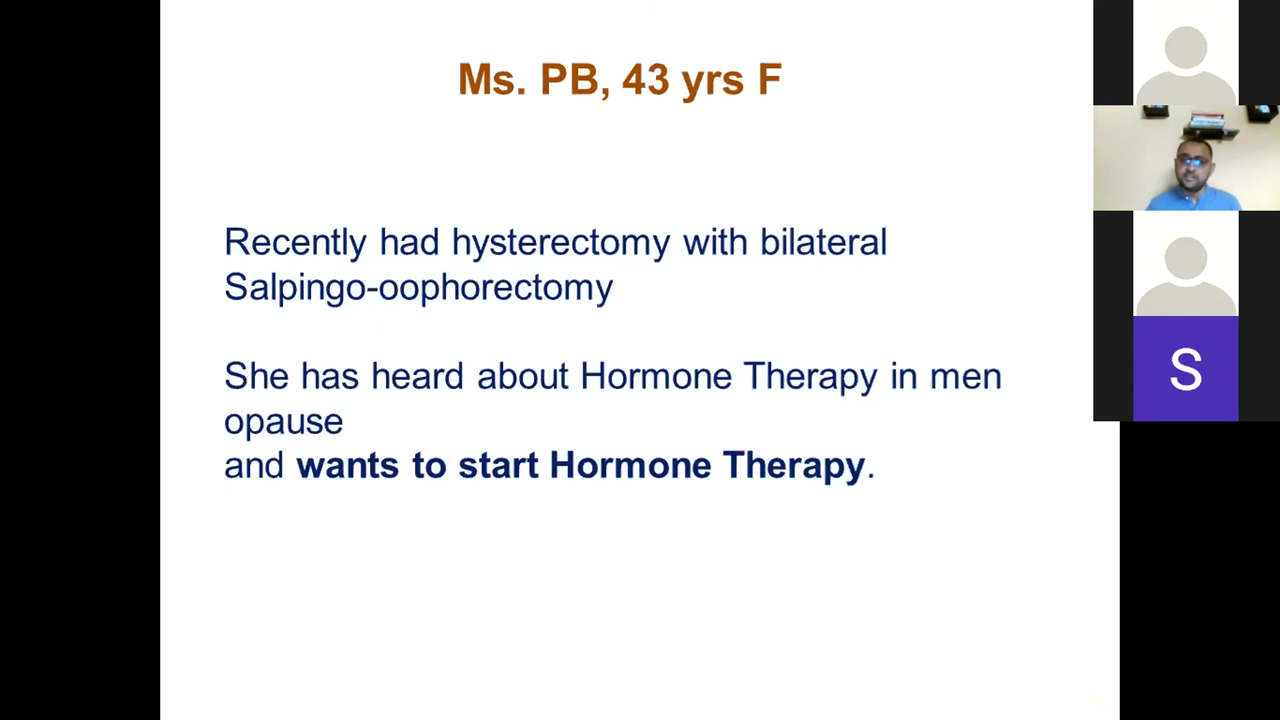 Ms. PB, 43 yrs F
Recently had hysterectomy with bilateral
Salpingo-oophorectomy
She has heard about Hormone Therapy in men
opause
and wants to start Hormone Therapy.
S